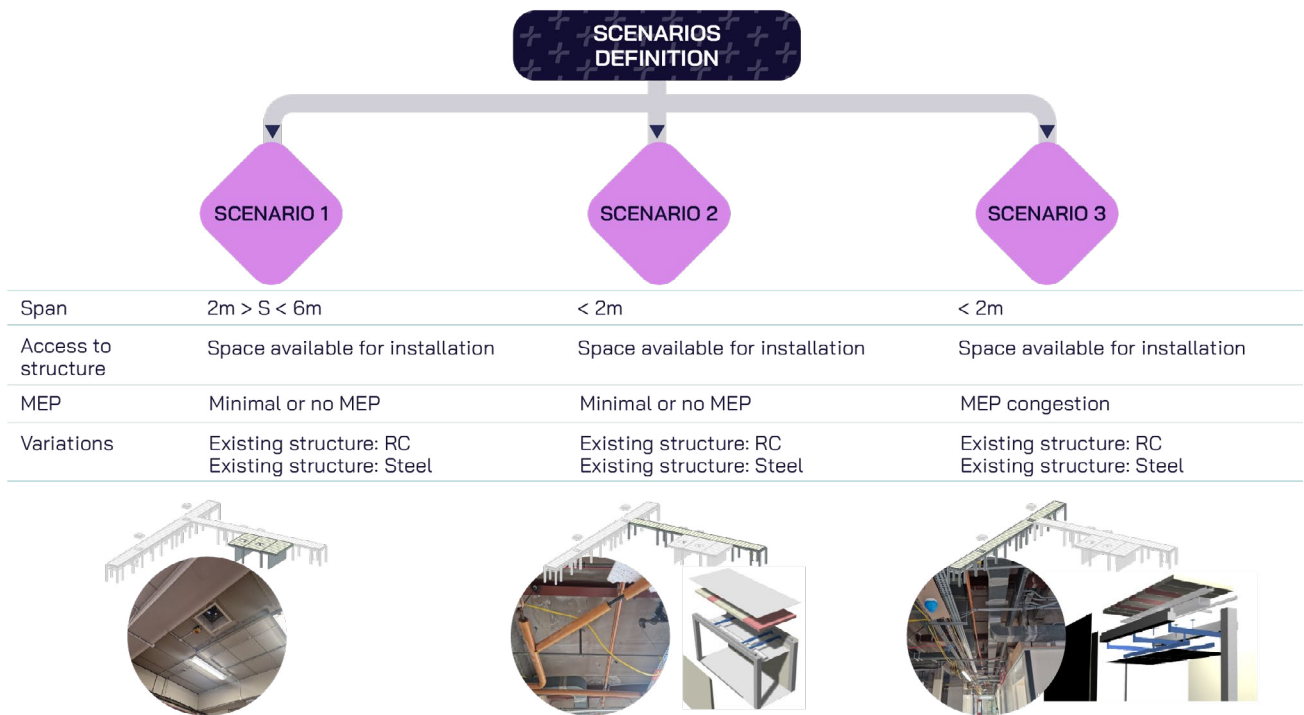 SCENARIOS
DEFINITION
SCENARIO 1
SCENARIO 2
SCENARIO 3
Span
2m > S < 6m
< 2m
< 2m
Access to
structure
Space available for installation
Space available for installation
Space available for installation
MEP
Minimal or no MEP
Minimal or no MEP
MEP congestion
Variations
Existing structure: RC
Existing structure: Steel
Existing structure: RC
Existing structure: Steel
Existing structure: RC
Existing structure: Steel